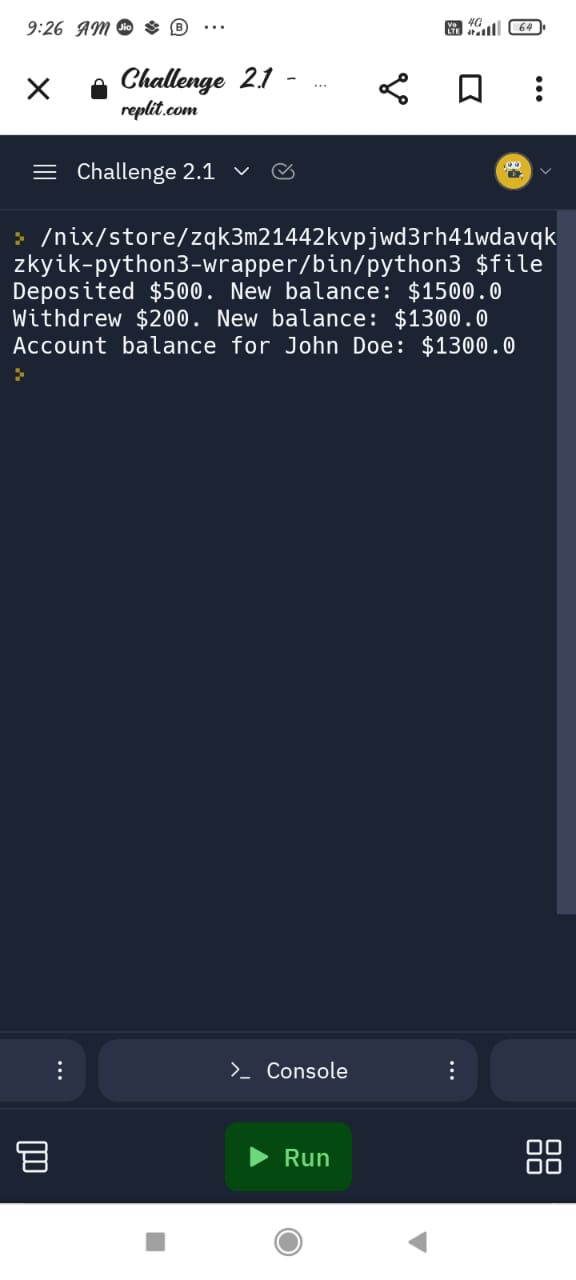 9:26 AM Jio B ...
Vo LTE 4G 64
Challenge 2.1 - ...
replit.com
Challenge 2.1
/nix/store/zqk3m21442kvpjwd3rh41wdavqk
zkyik-python3-wrapper/bin/python3 $file
Deposited $500. New balance: $1500.0
Withdrew $200. New balance: $1300.0
Account balance for John Doe: $1300.0
>_ Console
Run